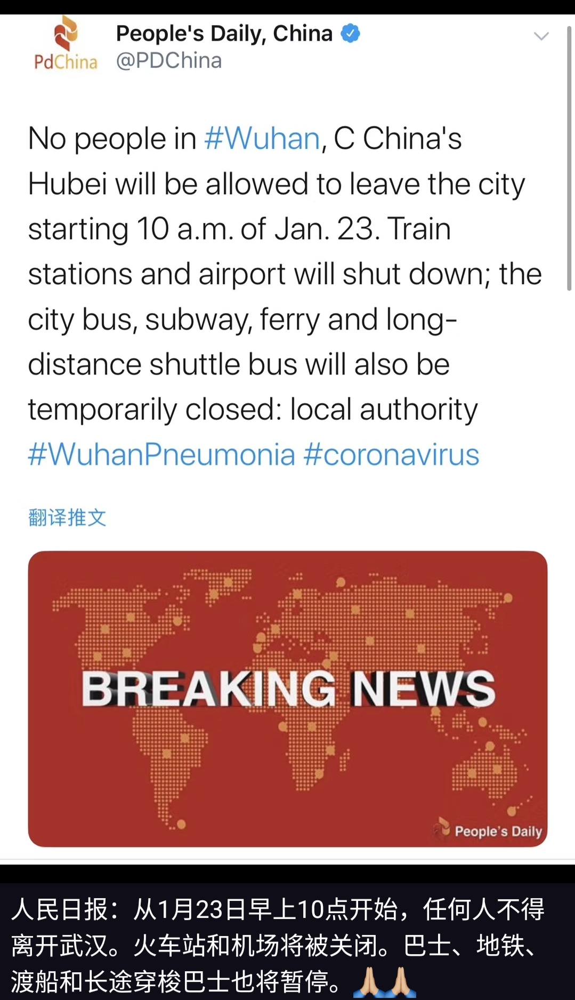 People's Daily, China
PdChina
@PDChina
No people in #Wuhan, C China's
Hubei will be allowed to leave the city
starting 10 a.m. of Jan. 23. Train
stations and airport will shut down; the
city bus, subway, ferry and long-
distance shuttle bus will also be
temporarily closed: local authority
#WuhanPneumonia #coronavirus
翻译推文
BREAKING NEWS
People's Daily
人民日报：从1月23日早上10点开始，任何人不得
离开武汉。火车站和机场将被关闭。巴士、地铁、
渡船和长途穿梭巴士也将暂停。🙏🏼🙏🏼